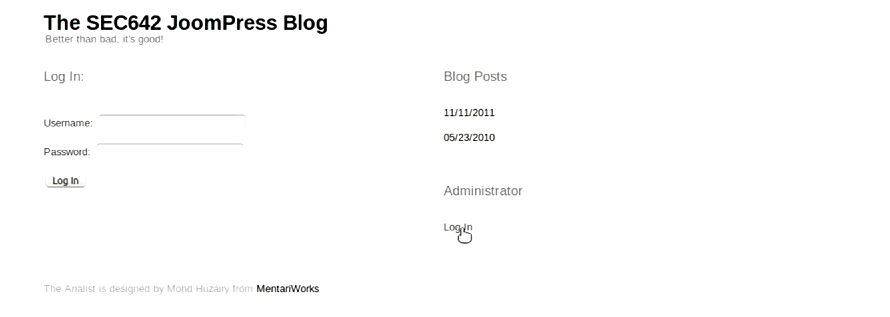 The SEC642 JoomPress Blog
Better than bad, it's good!
Log In:
Username:
Password:
Log In
Blog Posts
11/11/2011
05/23/2010
Administrator
Log In
The Analist is designed by Mohd Huzairy from MentariWorks